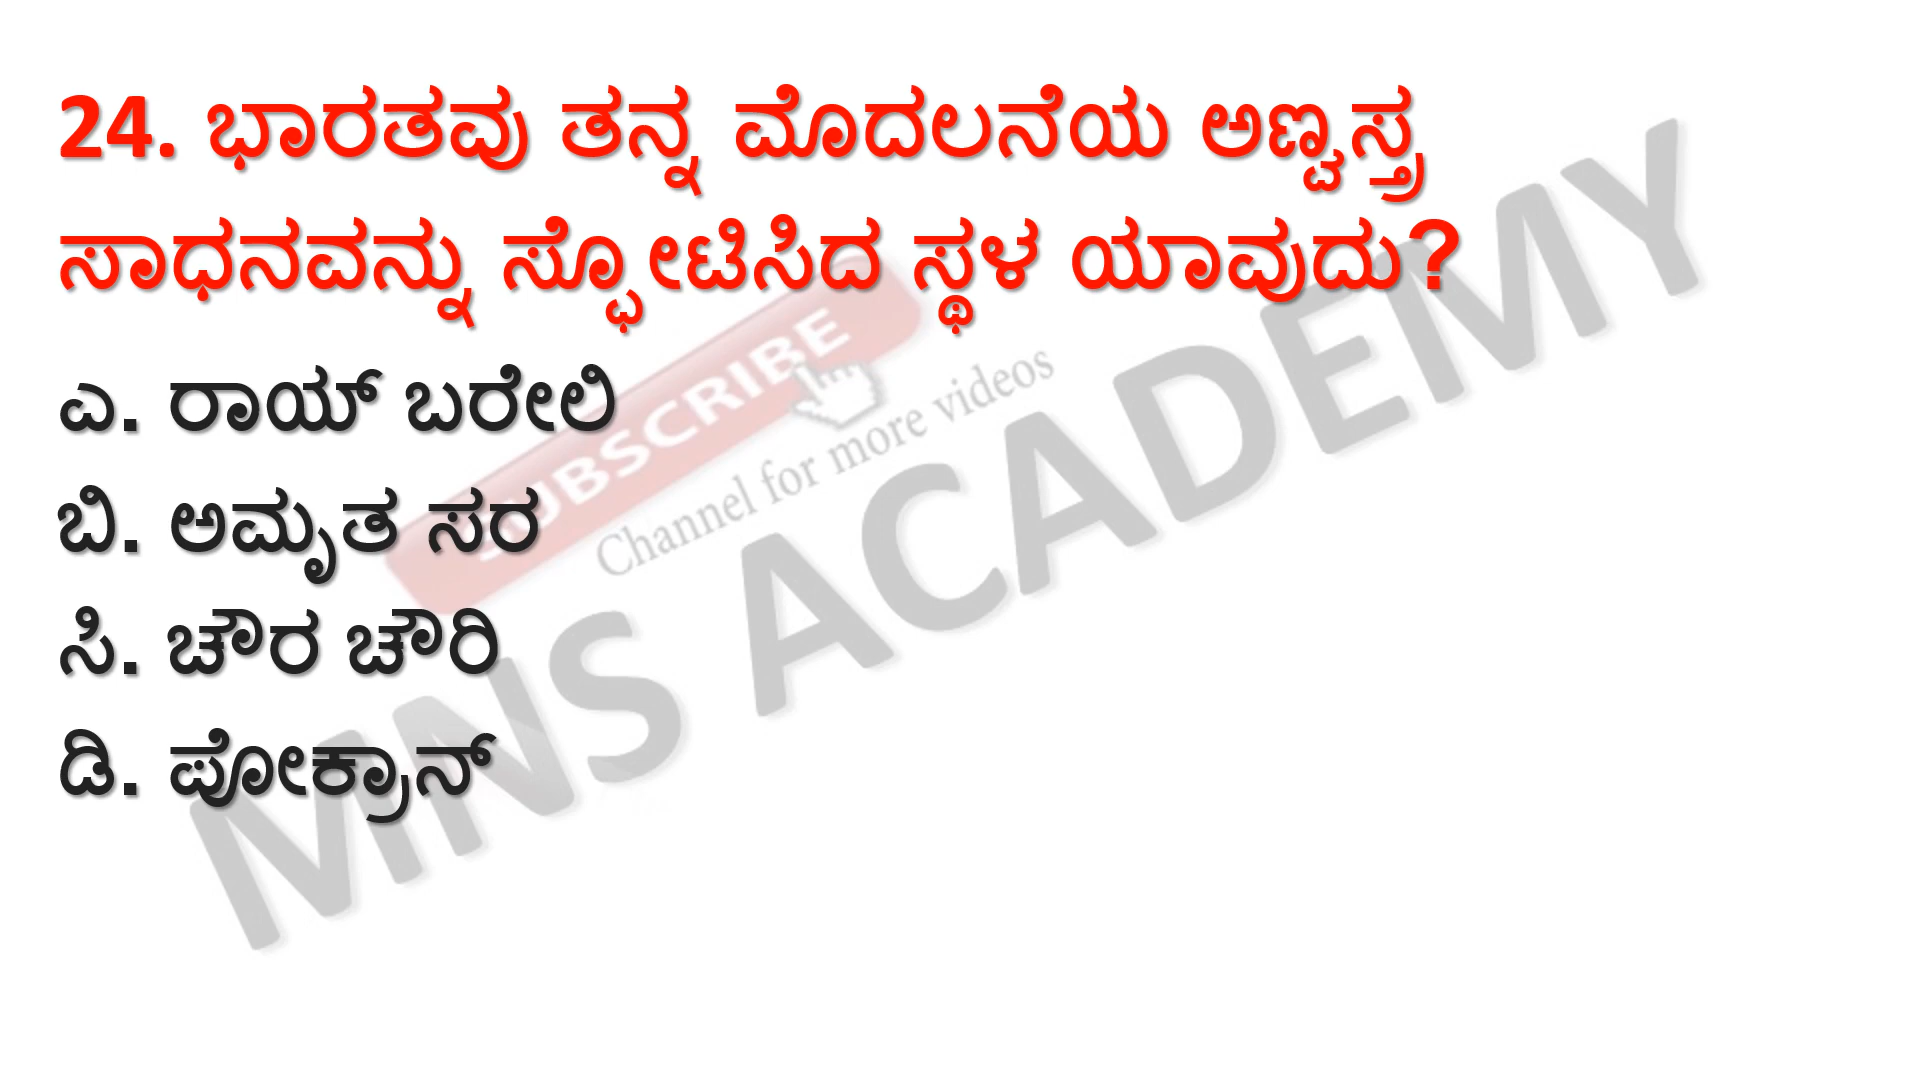 24. ಭಾರತವು ತನ್ನ ಮೊದಲನೆಯ ಅಣ್ವಸ್ತ್ರ
ಸಾಧನವನ್ನು ಸ್ಫೋಟಿಸಿದ ಸ್ಥಳ ಯಾವುದು?
ಎ. ರಾಯ್ ಬರೇಲಿ
ಬಿ. ಅಮೃತ ಸರ
ಸಿ. ಚೌರ ಚೌರಿ
ಡಿ. ಪೋಕ್ರಾನ್
SUBSCRIBE
Channel for more videos
MNS ACADEMY